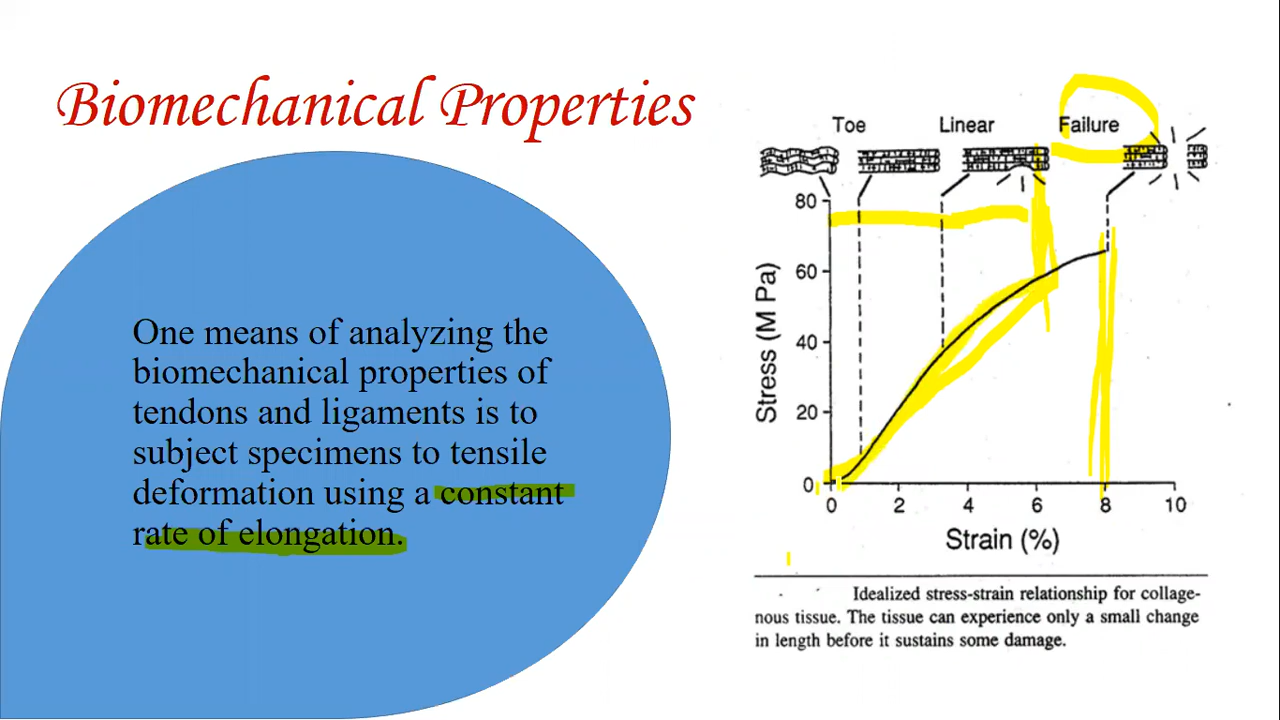 Biomechanical Properties
One means of analyzing the
biomechanical properties of
tendons and ligaments is to
subject specimens to tensile
deformation using a constant
rate of elongation.
Toe Linear Failure
80
60
40
20
0
0 2 4 6 8 10
Stress (M Pa)
Strain (%)
Idealized stress-strain relationship for collage-
nous tissue. The tissue can experience only a small change
in length before it sustains some damage.